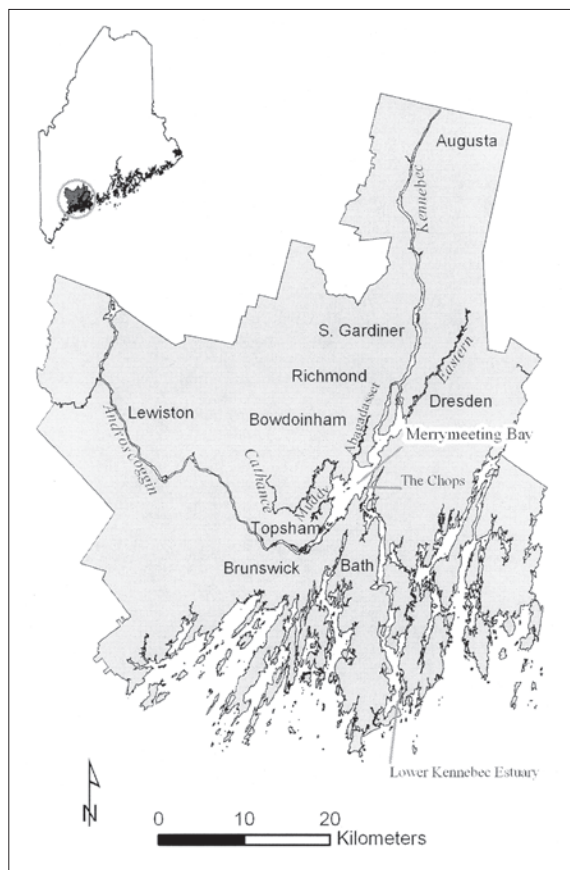 Augusta
Kennebec
S. Gardiner
Eastern
Richmond
Abagadasset
Dresden
Lewiston
Bowdoinham
Androscoggin
Merrymeeting Bay
Cathance
Muddy
The Chops
Topsham
Brunswick
Bath
Lower Kennebec Estuary
N
0 10 20
Kilometers